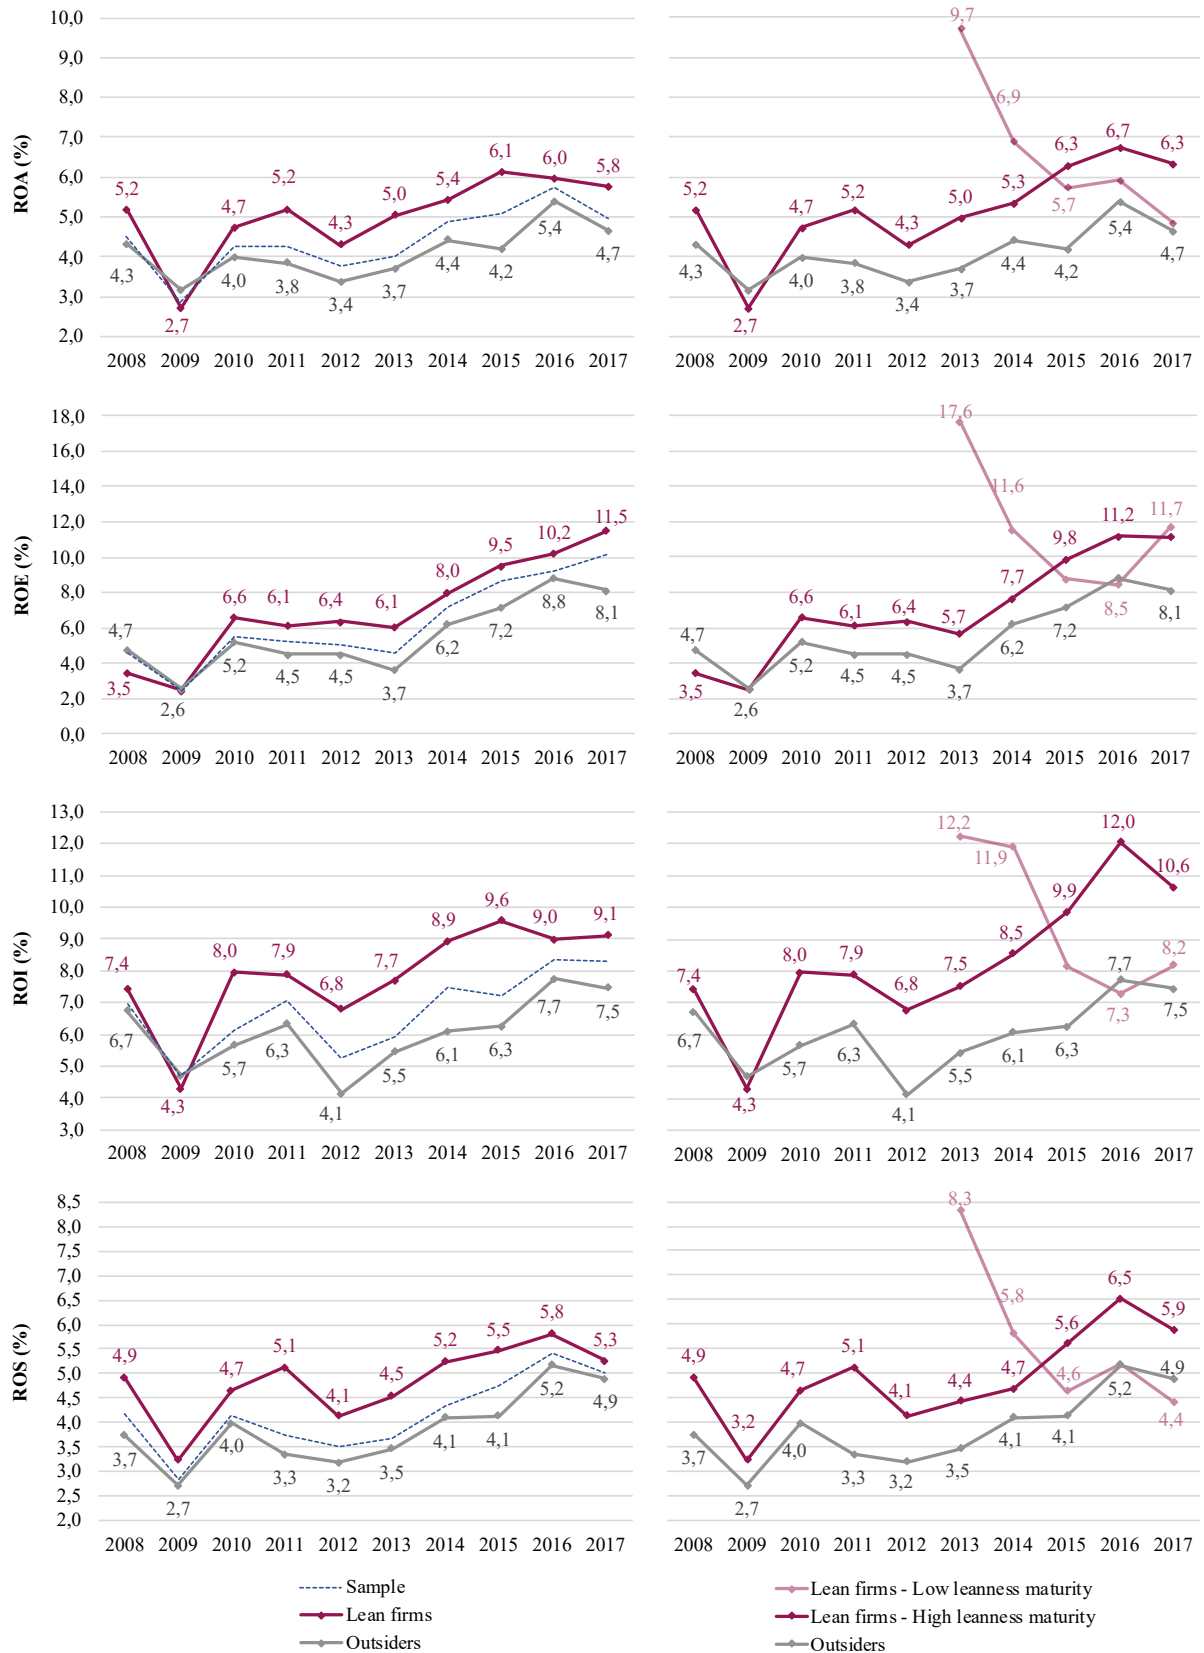 ROA (%)
10,0
9,0
8,0
7,0
6,0
5,0
4,0
3,0
2,0
5,2 2,7 4,7 5,2 4,3 5,0 5,4 6,1 6,0 5,8
4,3 4,0 3,8 3,4 3,7 4,4 4,2 5,4 4,7
2008 2009 2010 2011 2012 2013 2014 2015 2016 2017
9,7 6,9 5,7
5,2 2,7 4,7 5,2 4,3 5,0 5,3 6,3 6,7 6,3
4,3 4,0 3,8 3,4 3,7 4,4 4,2 5,4 4,7
2008 2009 2010 2011 2012 2013 2014 2015 2016 2017
ROE (%)
18,0
16,0
14,0
12,0
10,0
8,0
6,0
4,0
2,0
0,0
3,5 6,6 6,1 6,4 6,1 8,0 9,5 10,2 11,5
4,7 2,6 5,2 4,5 4,5 3,7 6,2 7,2 8,8 8,1
2008 2009 2010 2011 2012 2013 2014 2015 2016 2017
17,6 11,6 8,5 11,7
3,5 6,6 6,1 6,4 5,7 7,7 9,8 11,2
4,7 2,6 5,2 4,5 4,5 3,7 6,2 7,2 8,1
2008 2009 2010 2011 2012 2013 2014 2015 2016 2017
ROI (%)
13,0
12,0
11,0
10,0
9,0
8,0
7,0
6,0
5,0
4,0
3,0
7,4 4,3 8,0 7,9 6,8 7,7 8,9 9,6 9,0 9,1
6,7 5,7 6,3 4,1 5,5 6,1 6,3 7,7 7,5
2008 2009 2010 2011 2012 2013 2014 2015 2016 2017
12,2 11,9 7,3 8,2
7,4 4,3 8,0 7,9 6,8 7,5 8,5 9,9 12,0 10,6
6,7 5,7 6,3 4,1 5,5 6,1 6,3 7,7 7,5
2008 2009 2010 2011 2012 2013 2014 2015 2016 2017
ROS (%)
8,5
8,0
7,5
7,0
6,5
6,0
5,5
5,0
4,5
4,0
3,5
3,0
2,5
2,0
4,9 4,7 5,1 4,1 4,5 5,2 5,5 5,8 5,3
3,7 2,7 4,0 3,3 3,2 3,5 4,1 4,1 5,2 4,9
2008 2009 2010 2011 2012 2013 2014 2015 2016 2017
8,3 5,8 4,6 4,4
4,9 3,2 4,7 5,1 4,1 4,4 4,7 5,6 6,5 5,9
3,7 2,7 4,0 3,3 3,2 3,5 4,1 4,1 5,2 4,9
2008 2009 2010 2011 2012 2013 2014 2015 2016 2017
Sample
Lean firms
Outsiders
Lean firms - Low leanness maturity
Lean firms - High leanness maturity
Outsiders